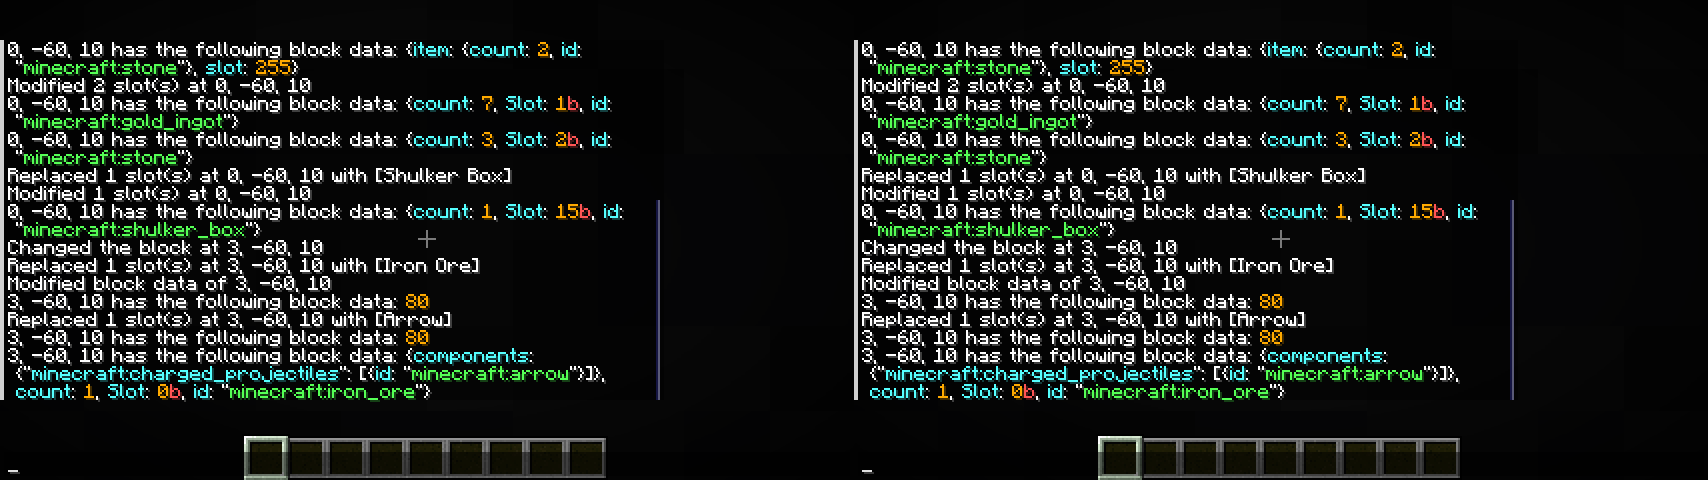 0, -60, 10 has the following block data: {item: {count: 2, id:
"minecraft:stone"}, slot: 255}
Modified 2 slot(s) at 0, -60, 10
0, -60, 10 has the following block data: {count: 7, Slot: 1b, id:
"minecraft:gold_ingot"}
0, -60, 10 has the following block data: {count: 3, Slot: 2b, id:
"minecraft:stone"}
Replaced 1 slot(s) at 0, -60, 10 with [Shulker Box]
Modified 1 slot(s) at 0, -60, 10
0, -60, 10 has the following block data: {count: 1, Slot: 15b, id:
"minecraft:shulker_box"}
Changed the block at 3, -60, 10
Replaced 1 slot(s) at 3, -60, 10 with [Iron Ore]
Modified block data of 3, -60, 10
3, -60, 10 has the following block data: 80
Replaced 1 slot(s) at 3, -60, 10 with [Arrow]
3, -60, 10 has the following block data: 80
3, -60, 10 has the following block data: {components:
{"minecraft:charged_projectiles": [{id: "minecraft:arrow"}]},
count: 1, Slot: 0b, id: "minecraft:iron_ore"}
_
0, -60, 10 has the following block data: {item: {count: 2, id:
"minecraft:stone"}, slot: 255}
Modified 2 slot(s) at 0, -60, 10
0, -60, 10 has the following block data: {count: 7, Slot: 1b, id:
"minecraft:gold_ingot"}
0, -60, 10 has the following block data: {count: 3, Slot: 2b, id:
"minecraft:stone"}
Replaced 1 slot(s) at 0, -60, 10 with [Shulker Box]
Modified 1 slot(s) at 0, -60, 10
0, -60, 10 has the following block data: {count: 1, Slot: 15b, id:
"minecraft:shulker_box"}
Changed the block at 3, -60, 10
Replaced 1 slot(s) at 3, -60, 10 with [Iron Ore]
Modified block data of 3, -60, 10
3, -60, 10 has the following block data: 80
Replaced 1 slot(s) at 3, -60, 10 with [Arrow]
3, -60, 10 has the following block data: 80
3, -60, 10 has the following block data: {components:
{"minecraft:charged_projectiles": [{id: "minecraft:arrow"}]},
count: 1, Slot: 0b, id: "minecraft:iron_ore"}
_